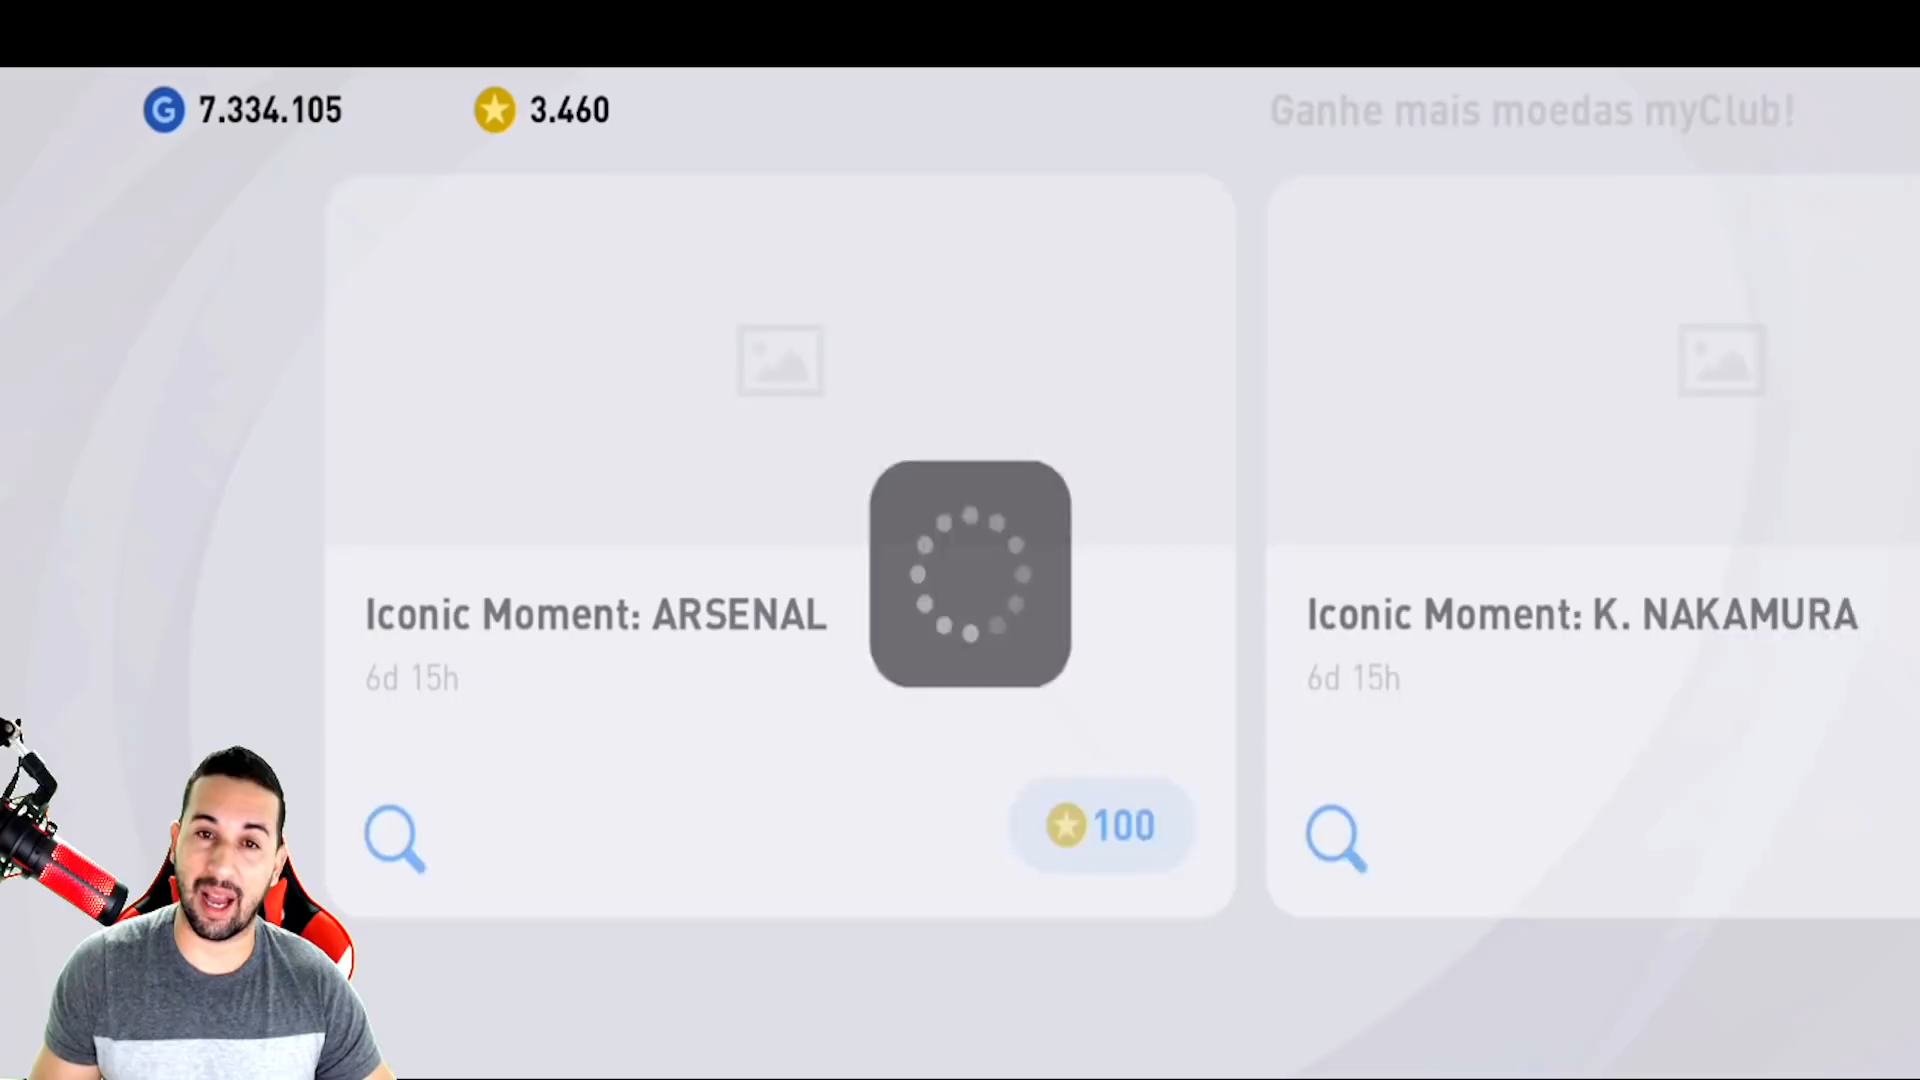 G 7.334.105
3.460
Ganhe mais moedas myClub!
Iconic Moment: ARSENAL
6d 15h
100
Iconic Moment: K. NAKAMURA
6d 15h